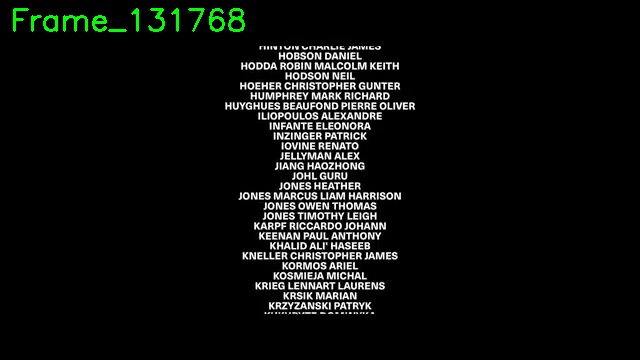 Frame_131768
HINTON CHARLIE JAMES
HOBSON DANIEL
HODDA ROBIN MALCOLM KEITH
HODSON NEIL
HOEHER CHRISTOPHER GUNTER
HUMPHREY MARK RICHARD
HUYGHUES BEAUFOND PIERRE OLIVER
ILIOPOULOS ALEXANDRE
INFANTE ELEONORA
INZINGER PATRICK
IOVINE RENATO
JELLYMAN ALEX
JIANG HAOZHONG
JOHL GURU
JONES HEATHER
JONES MARCUS LIAM HARRISON
JONES OWEN THOMAS
JONES TIMOTHY LEIGH
KARPF RICCARDO JOHANN
KEENAN PAUL ANTHONY
KHALID ALI' HASEEB
KNELLER CHRISTOPHER JAMES
KORMOS ARIEL
KOSMIEJA MICHAL
KRIEG LENNART LAURENS
KRSIK MARIAN
KRZYZANSKI PATRYK